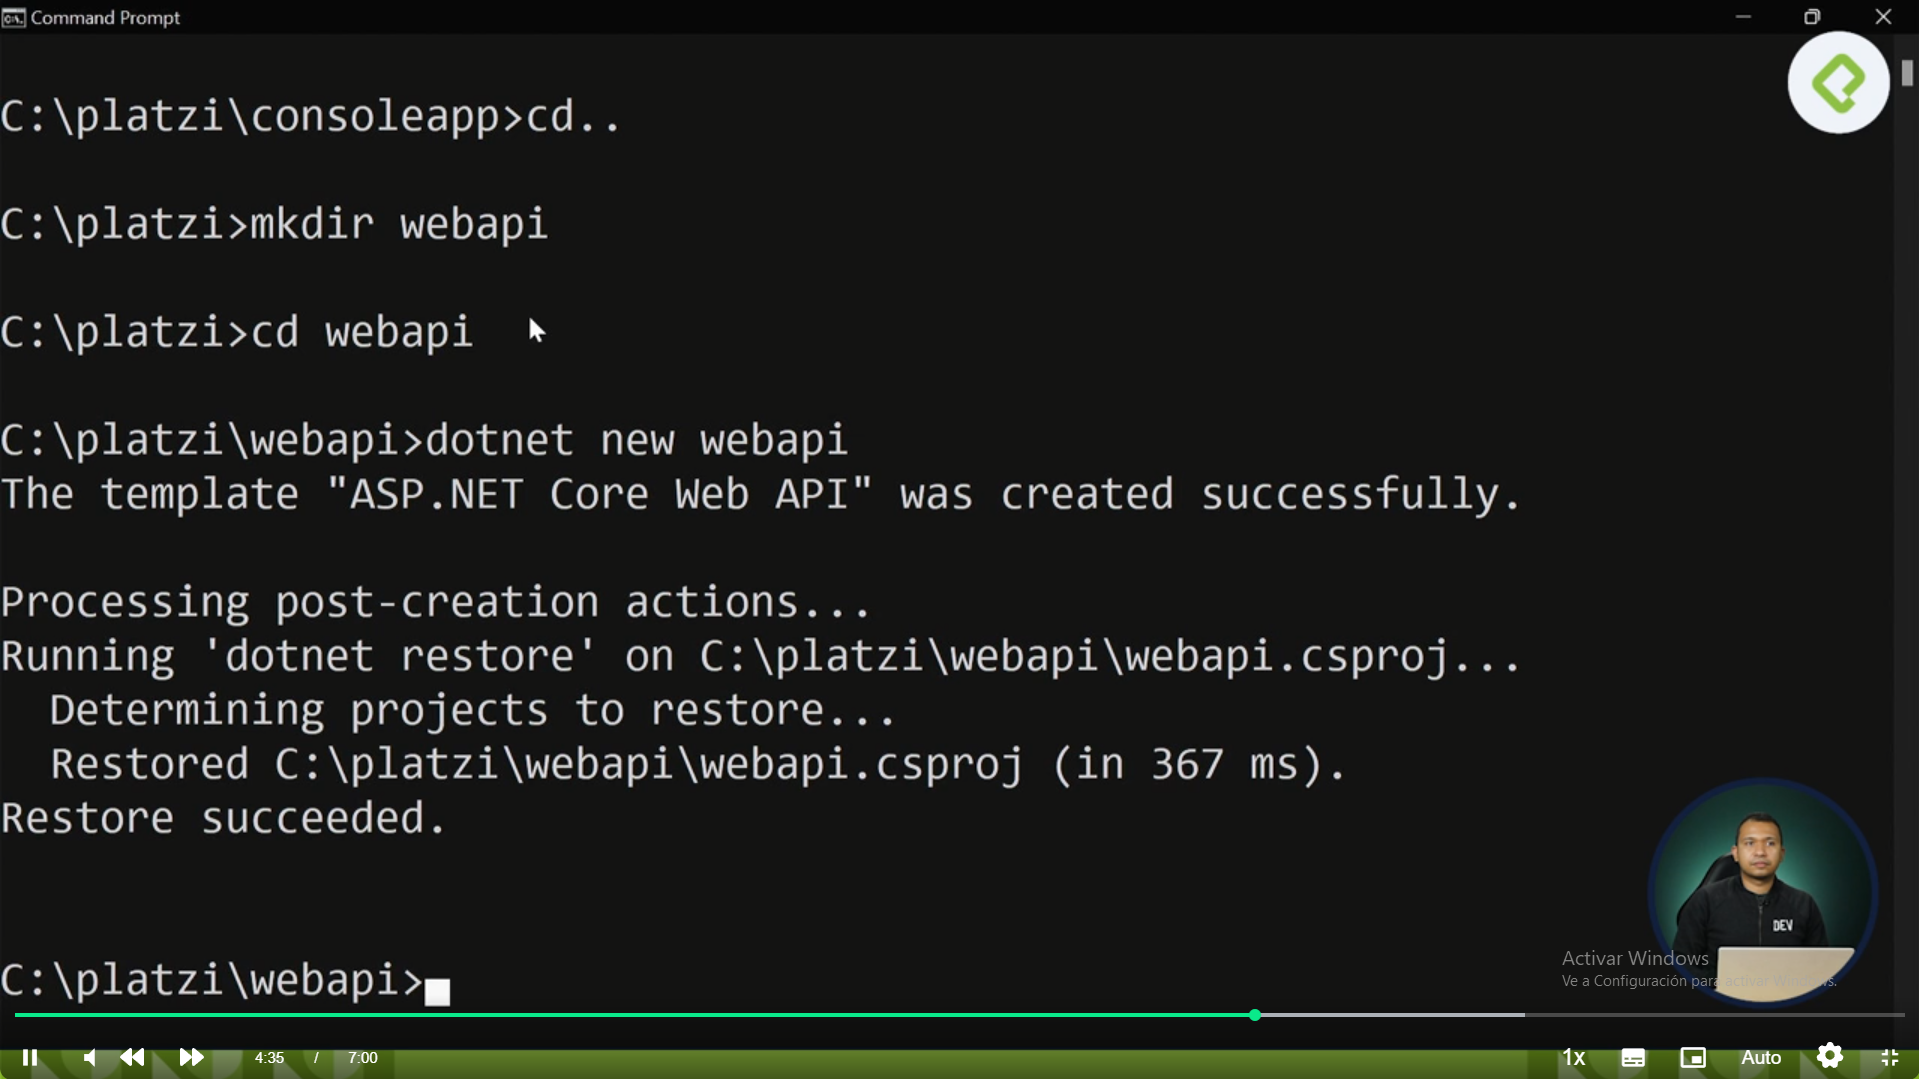 Command Prompt
C:\platzi\consoleapp>cd..
C:\platzi>mkdir webapi
C:\platzi>cd webapi
C:\platzi\webapi>dotnet new webapi
The template "ASP.NET Core Web API" was created successfully.
Processing post-creation actions...
Running 'dotnet restore' on C:\platzi\webapi\webapi.csproj...
  Determining projects to restore...
  Restored C:\platzi\webapi\webapi.csproj (in 367 ms).
Restore succeeded.
DEV
C:\platzi\webapi>
Activar Windows
Ve a Configuración para activar Windows.
4:35 / 7:00
1x
Auto